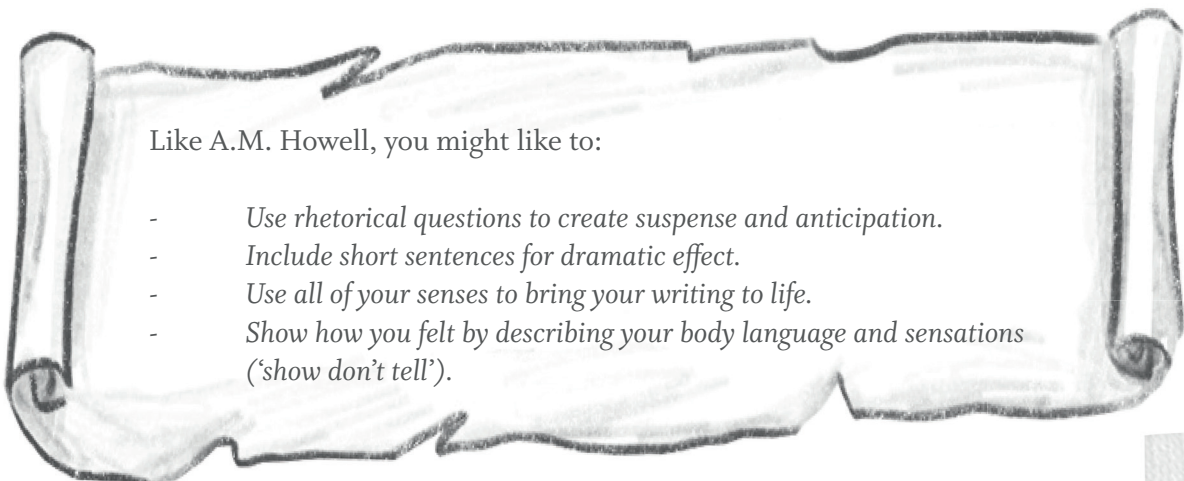 Like A.M. Howell, you might like to:
- Use rhetorical questions to create suspense and anticipation.
- Include short sentences for dramatic effect.
- Use all of your senses to bring your writing to life.
- Show how you felt by describing your body language and sensations
(‘show don’t tell’).